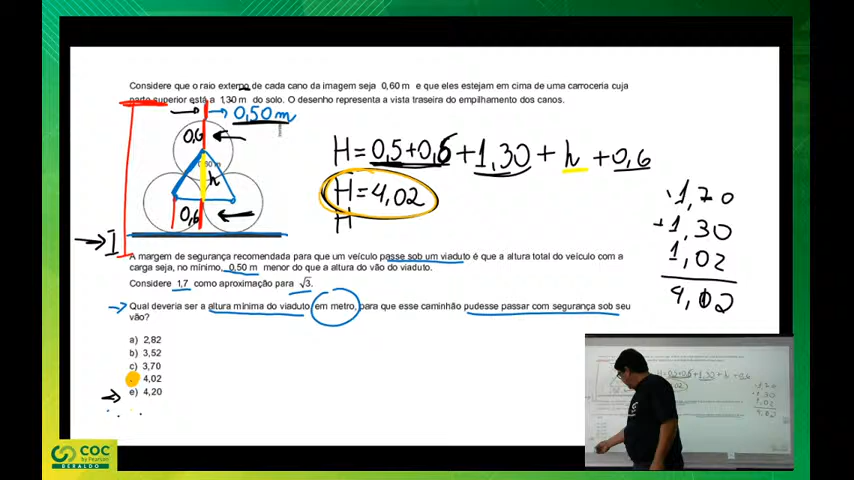 Considere que o raio externo de cada cano da imagem seja 0,60 m e que eles estejam em cima de uma carroceria cuja
parte superior está a 1,30 m do solo. O desenho representa a vista traseira do empilhamento dos canos.
0,50 m
0,6
h
0,6
H = 0,5+0,6+1,30 + h + 0,6
H = 4,02
H
1,70
+1,30
1,02
4,02
A margem de segurança recomendada para que um veículo passe sob um viaduto é que a altura total do veículo com a
carga seja, no mínimo, 0,50 m menor do que a altura do vão do viaduto.
Considere 1,7 como aproximação para √3.
Qual deveria ser a altura mínima do viaduto, em metro, para que esse caminhão pudesse passar com segurança sob seu
vão?
a) 2,82
b) 3,52
c) 3,70
4,02
e) 4,20
COC
by Pearson
BERALDO